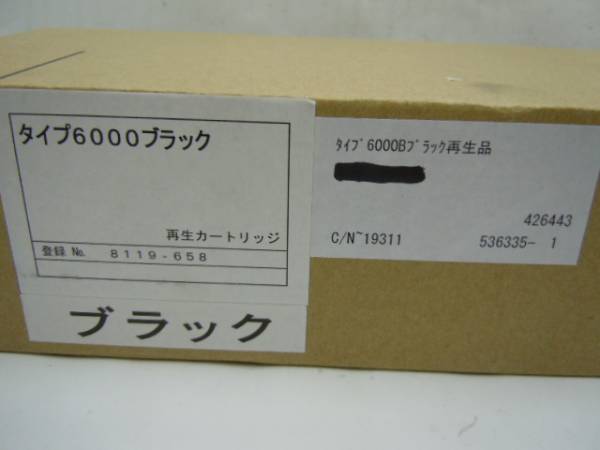 タイプ6000ブラック
再生カートリッジ
登録 № 8119-658
ブラック
ﾀｲﾌﾟ6000Bﾌﾞﾗｯｸ再生品
426443
C/N~19311 536335- 1